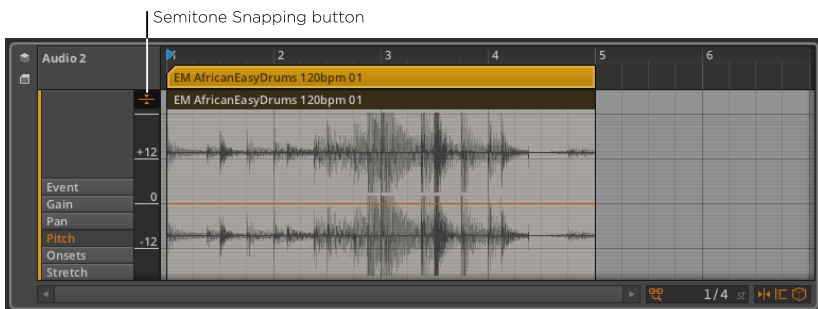 Semitone Snapping button
Audio 2
2
3
4
5
6
EM AfricanEasyDrums 120bpm 01
EM AfricanEasyDrums 120bpm 01
+12
Event
Gain
0
Pan
Pitch
-12
Onsets
Stretch
1/4 st